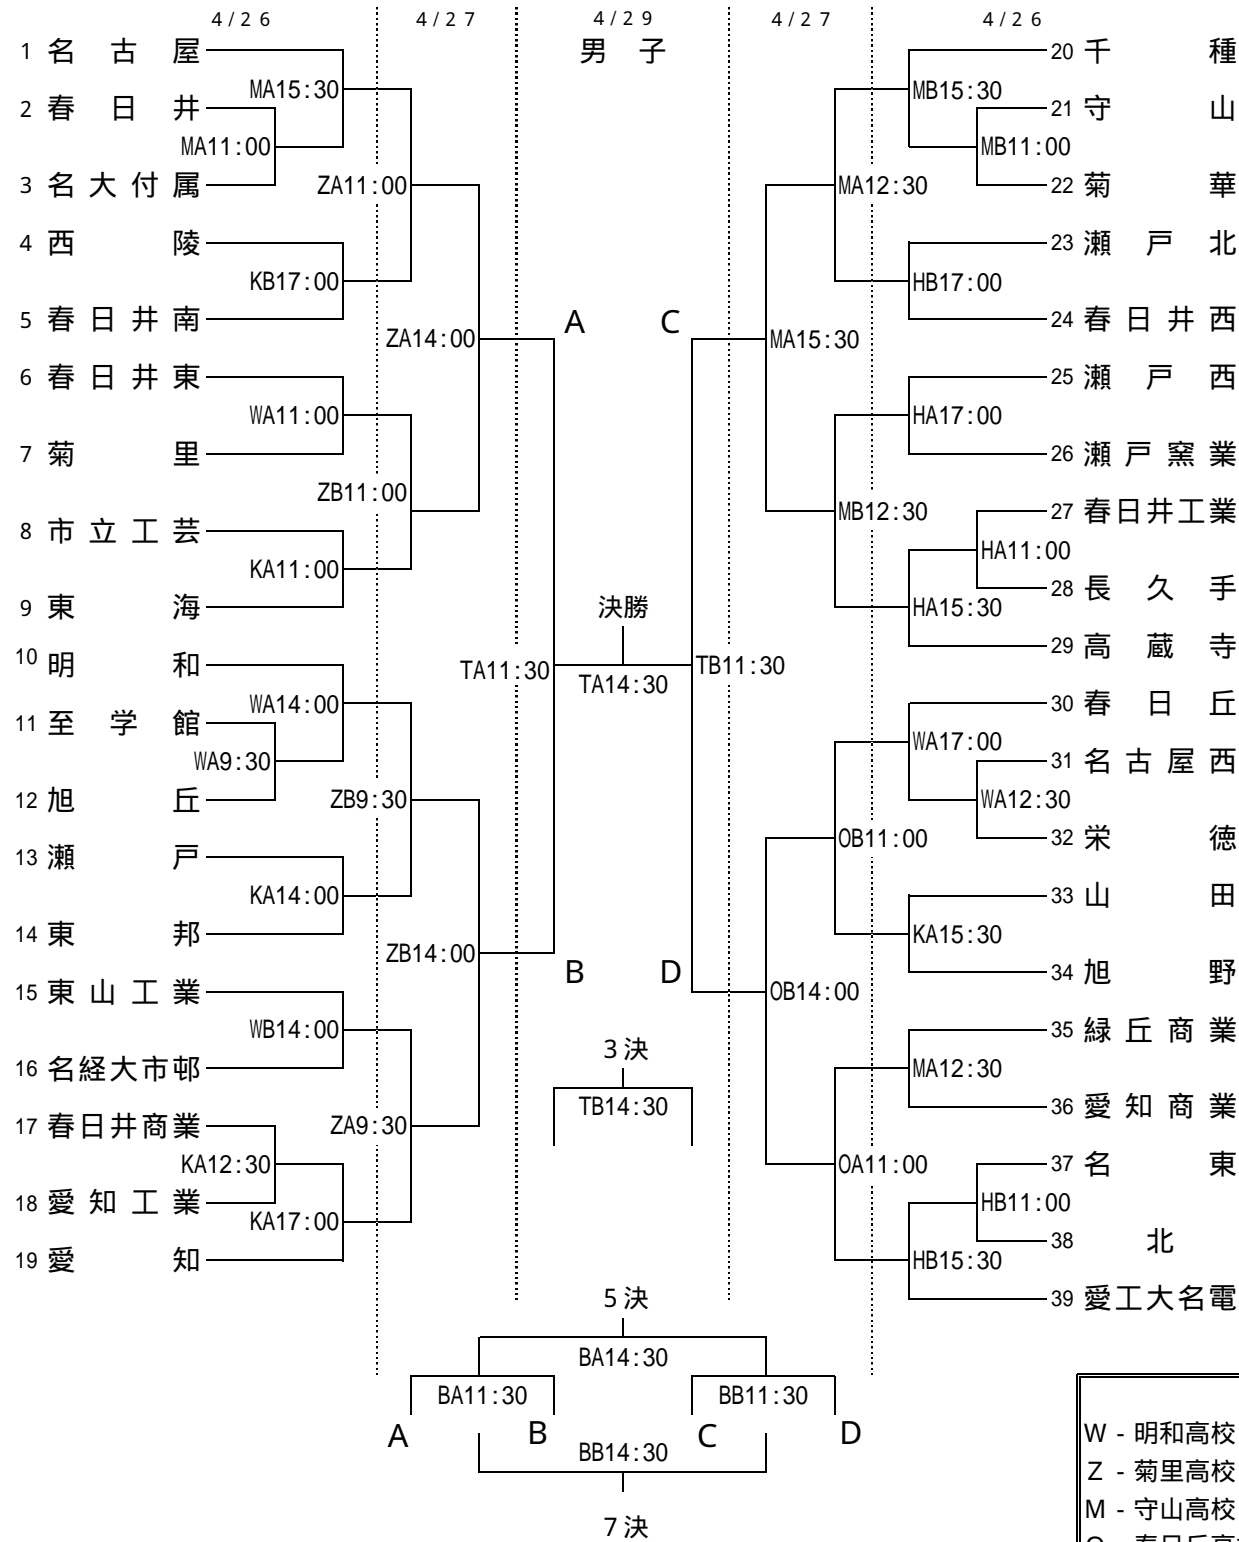 4/26 4/27 4/29 4/27 4/26
男子
1 名古屋
MA15:30
2 春日井
MA11:00
3 名大付属
ZA11:00
4 西陵
KB17:00
5 春日井南
ZA14:00
A
6 春日井東
WA11:00
7 菊里
ZB11:00
8 市立工芸
KA11:00
9 東海
10 明和
WA14:00
11 至学館
WA9:30
12 旭丘
ZB9:30
13 瀬戸
KA14:00
14 東邦
ZB14:00
B
15 東山工業
WB14:00
16 名経大市邨
17 春日井商業
ZA9:30
KA12:30
18 愛知工業
KA17:00
19 愛知
TA11:30
決勝
TA14:30
TB11:30
3決
TB14:30
20 千種
MB15:30
21 守山
MB11:00
22 菊華
MA12:30
23 瀬戸北
HB17:00
24 春日井西
C
MA15:30
25 瀬戸西
HA17:00
26 瀬戸窯業
MB12:30
27 春日井工業
HA11:00
28 長久手
HA15:30
29 高蔵寺
30 春日丘
WA17:00
31 名古屋西
WA12:30
32 栄徳
OB11:00
33 山田
KA15:30
34 旭野
D
OB14:00
35 緑丘商業
MA12:30
36 愛知商業
OA11:00
37 名東
HB11:00
38 北
HB15:30
39 愛工大名電
5決
BA14:30
BA11:30 BB11:30
A B C D
BB14:30
7決
W - 明和高校
Z - 菊里高校
M - 守山高校